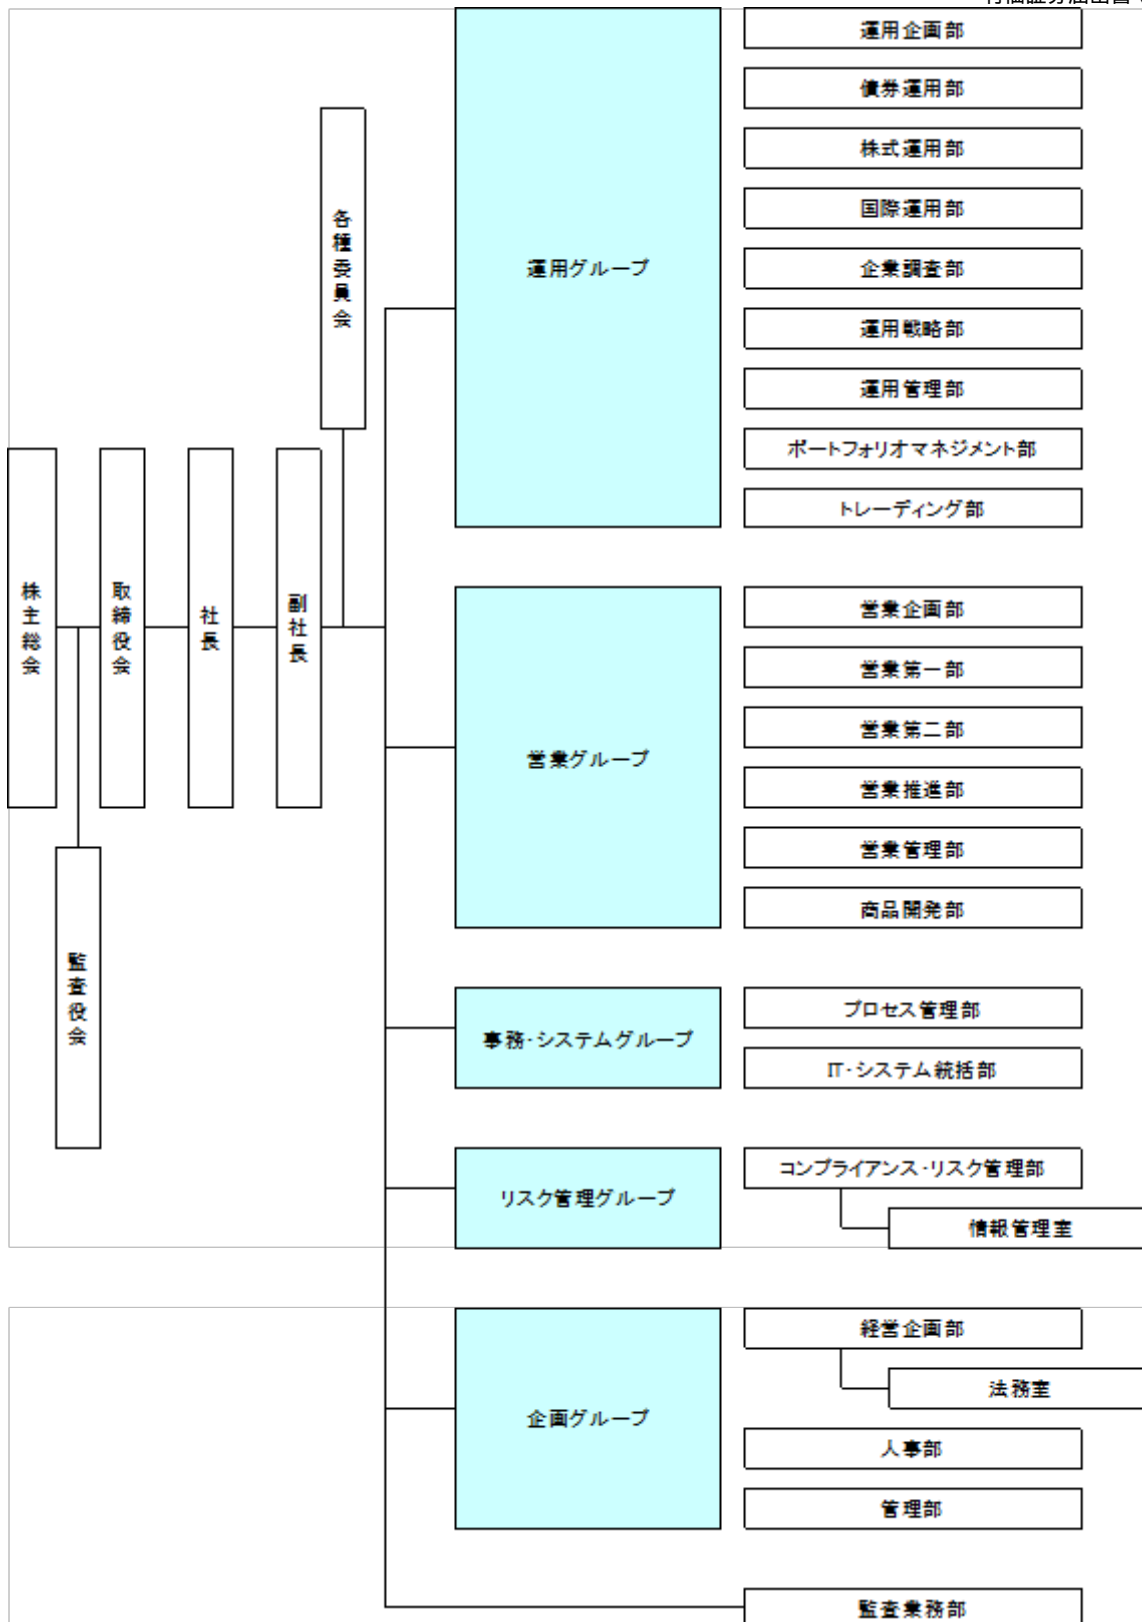 株主総会
監査役会
取締役会
社長
副社長
各種委員会
運用グループ
運用企画部
債券運用部
株式運用部
国際運用部
企業調査部
運用戦略部
運用管理部
ポートフォリオマネジメント部
トレーディング部
営業グループ
営業企画部
営業第一部
営業第二部
営業推進部
営業管理部
商品開発部
事務・システムグループ
プロセス管理部
IT・システム統括部
リスク管理グループ
コンプライアンス・リスク管理部
情報管理室
企画グループ
経営企画部
法務室
人事部
管理部
監査業務部